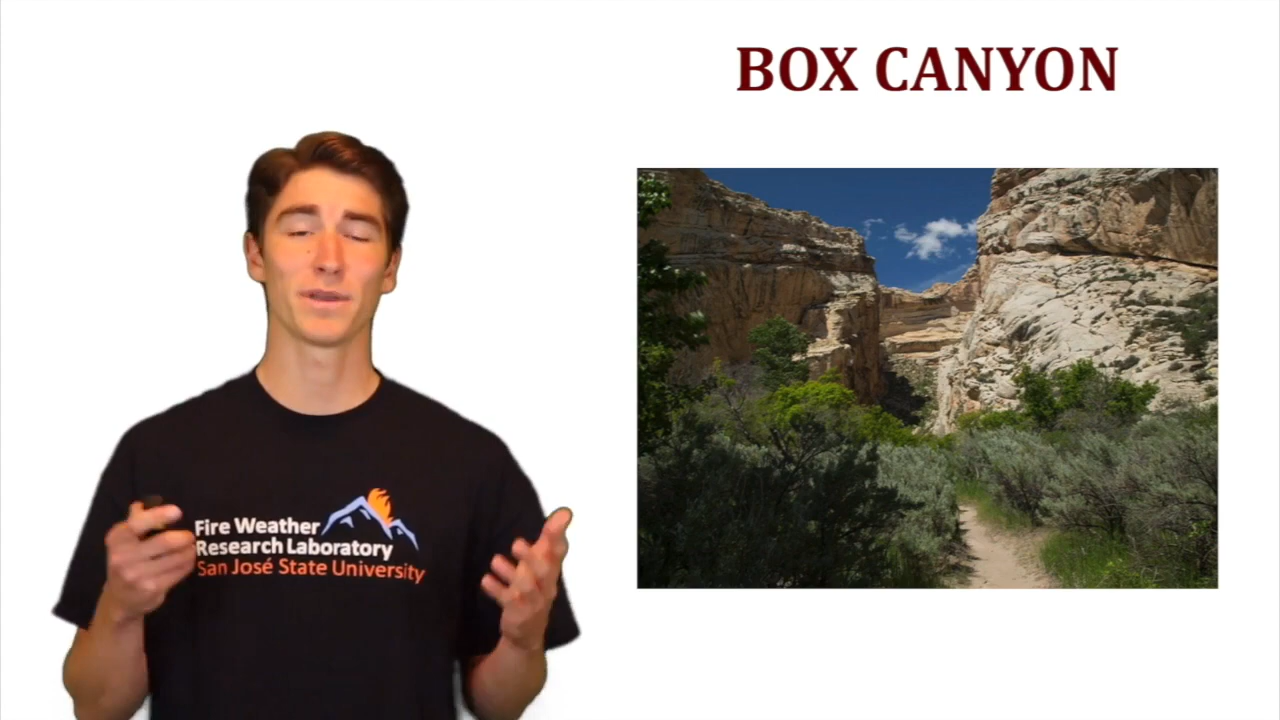 BOX CANYON
Fire Weather
Research Laboratory
San José State University